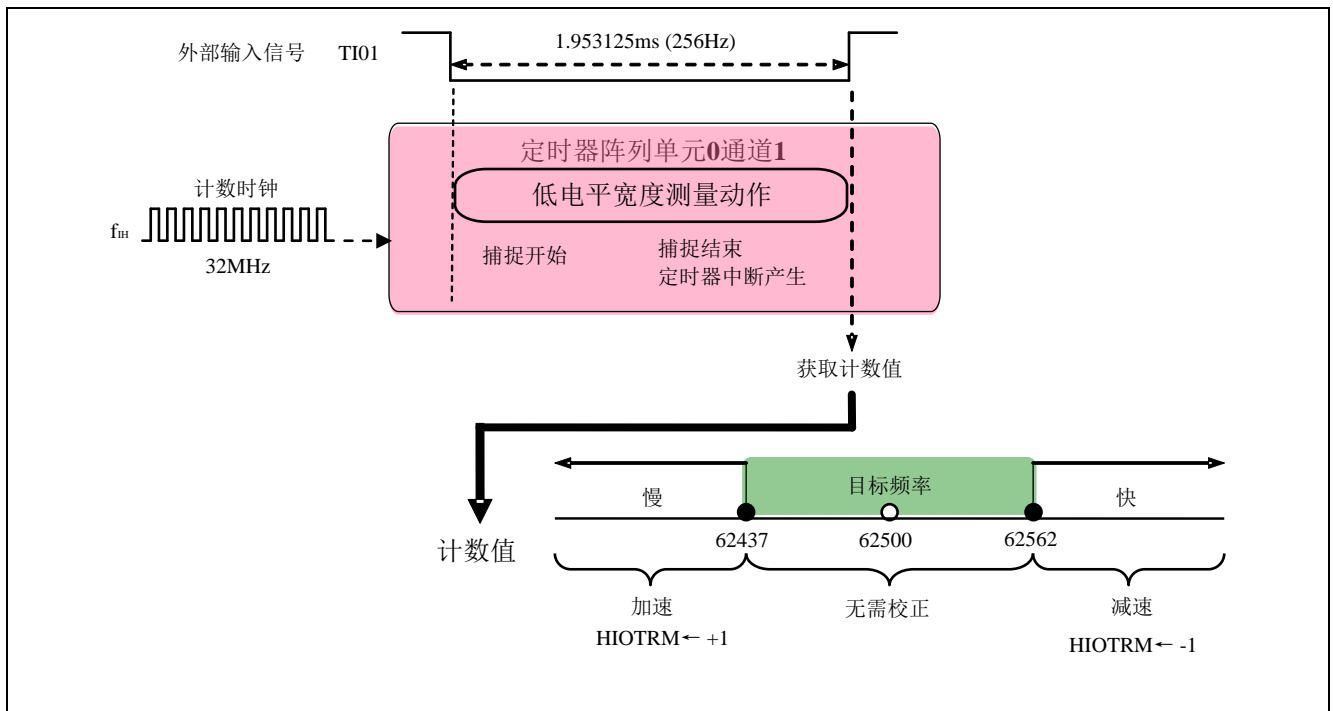 外部输入信号 TI01
1.953125ms (256Hz)
定时器阵列单元0通道1
低电平宽度测量动作
计数时钟
fIH
32MHz
捕捉开始
捕捉结束
定时器中断产生
获取计数值
计数值
慢
目标频率
快
62437
62500
62562
加速
HIOTRM← +1
无需校正
减速
HIOTRM← -1